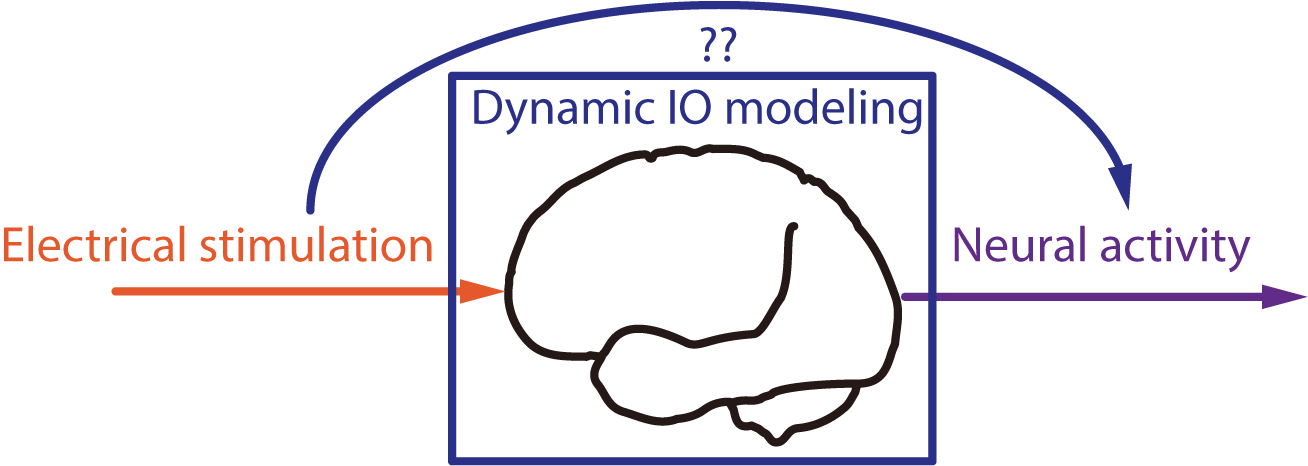 ??
Dynamic IO modeling
Electrical stimulation
Neural activity